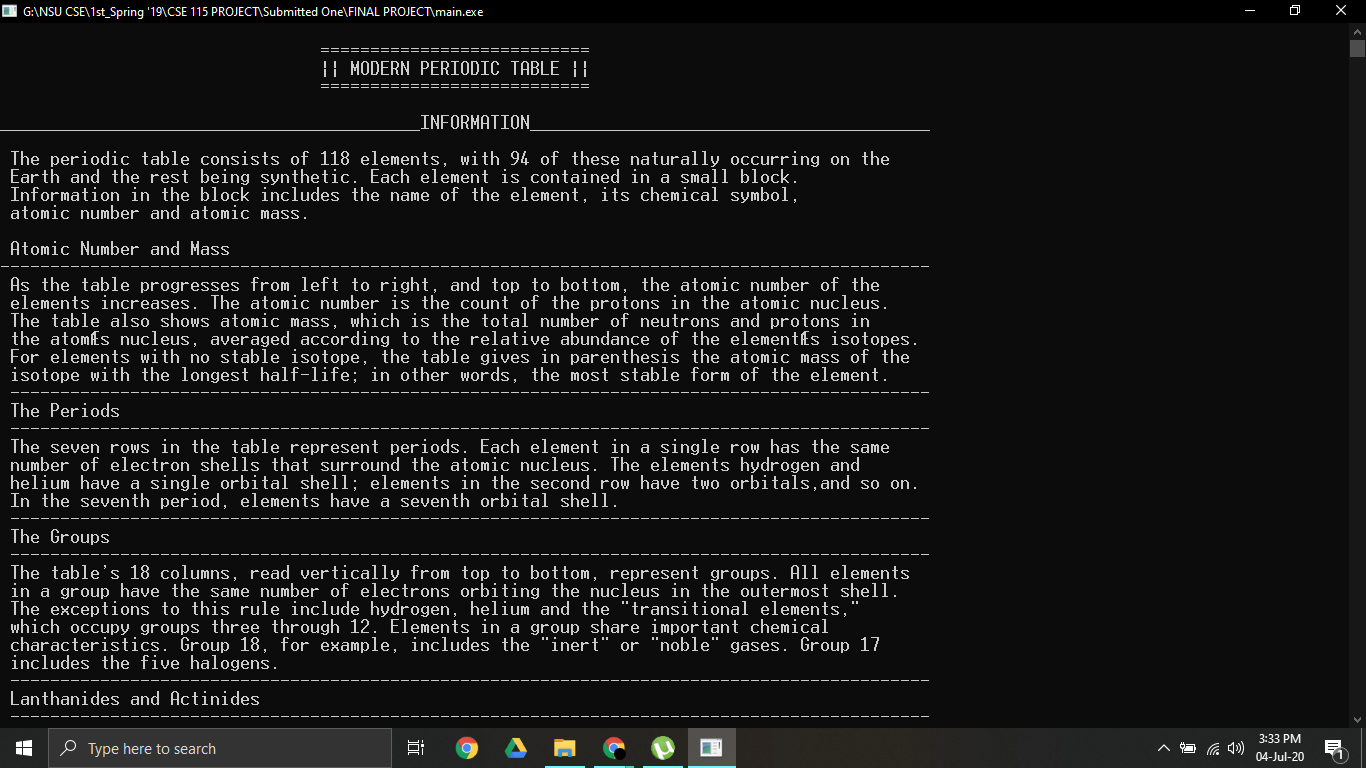 G:\NSU CSE\1st_Spring '19\CSE 115 PROJECT\Submitted One\FINAL PROJECT\main.exe
===========================
|| MODERN PERIODIC TABLE ||
===========================
__________________________________________INFORMATION________________________________________
The periodic table consists of 118 elements, with 94 of these naturally occurring on the
Earth and the rest being synthetic. Each element is contained in a small block.
Information in the block includes the name of the element, its chemical symbol,
atomic number and atomic mass.
Atomic Number and Mass
---------------------------------------------------------------------------------------------
As the table progresses from left to right, and top to bottom, the atomic number of the
elements increases. The atomic number is the count of the protons in the atomic nucleus.
The table also shows atomic mass, which is the total number of neutrons and protons in
the atomÆs nucleus, averaged according to the relative abundance of the elementÆs isotopes.
For elements with no stable isotope, the table gives in parenthesis the atomic mass of the
isotope with the longest half-life; in other words, the most stable form of the element.
--------------------------------------------------------------------------------------------
The Periods
--------------------------------------------------------------------------------------------
The seven rows in the table represent periods. Each element in a single row has the same
number of electron shells that surround the atomic nucleus. The elements hydrogen and
helium have a single orbital shell; elements in the second row have two orbitals,and so on.
In the seventh period, elements have a seventh orbital shell.
--------------------------------------------------------------------------------------------
The Groups
--------------------------------------------------------------------------------------------
The table's 18 columns, read vertically from top to bottom, represent groups. All elements
in a group have the same number of electrons orbiting the nucleus in the outermost shell.
The exceptions to this rule include hydrogen, helium and the "transitional elements,"
which occupy groups three through 12. Elements in a group share important chemical
characteristics. Group 18, for example, includes the "inert" or "noble" gases. Group 17
includes the five halogens.
--------------------------------------------------------------------------------------------
Lanthanides and Actinides
--------------------------------------------------------------------------------------------
Type here to search
3:33 PM
04-Jul-20
1